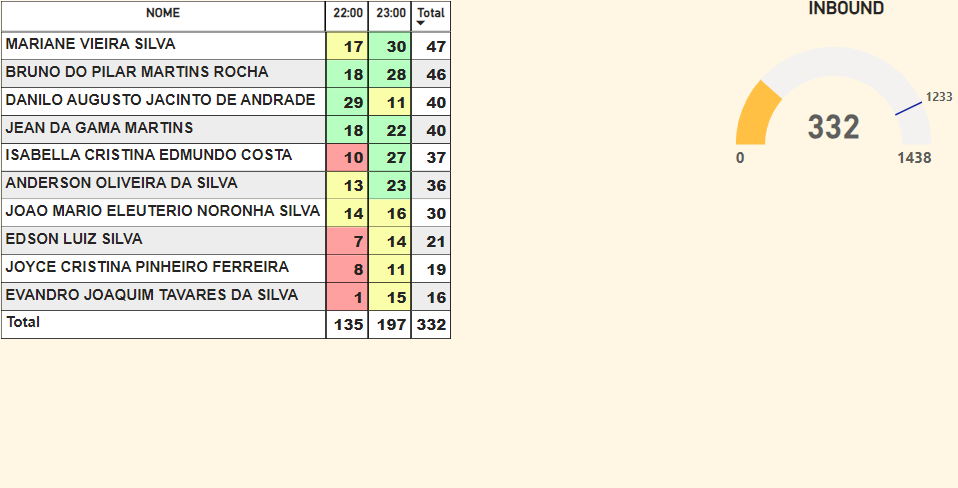 NOME 22:00 23:00 Total
MARIANE VIEIRA SILVA 17 30 47
BRUNO DO PILAR MARTINS ROCHA 18 28 46
DANILO AUGUSTO JACINTO DE ANDRADE 29 11 40
JEAN DA GAMA MARTINS 18 22 40
ISABELLA CRISTINA EDMUNDO COSTA 10 27 37
ANDERSON OLIVEIRA DA SILVA 13 23 36
JOAO MARIO ELEUTERIO NORONHA SILVA 14 16 30
EDSON LUIZ SILVA 7 14 21
JOYCE CRISTINA PINHEIRO FERREIRA 8 11 19
EVANDRO JOAQUIM TAVARES DA SILVA 1 15 16
Total 135 197 332
INBOUND
1233
332
0 1438